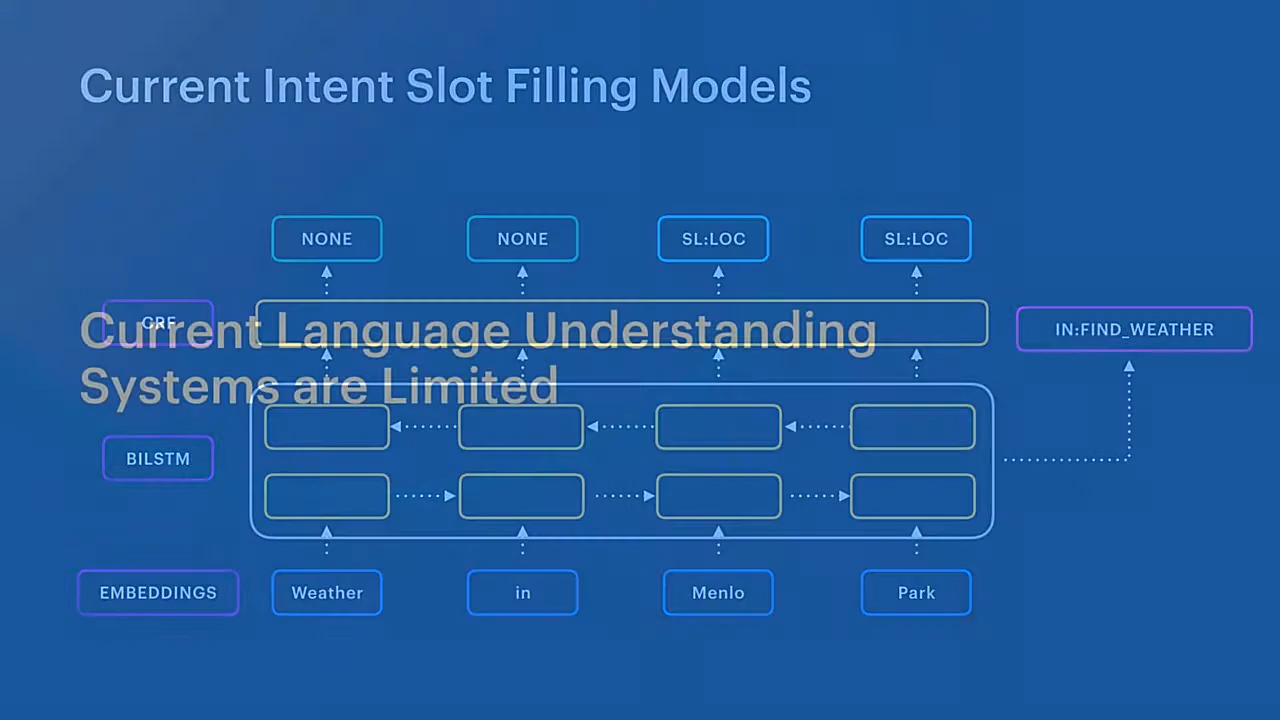 Current Intent Slot Filling Models
NONE NONE SL:LOC SL:LOC
CRF
IN:FIND_WEATHER
Current Language Understanding
Systems are Limited
BILSTM
EMBEDDINGS Weather in Menlo Park